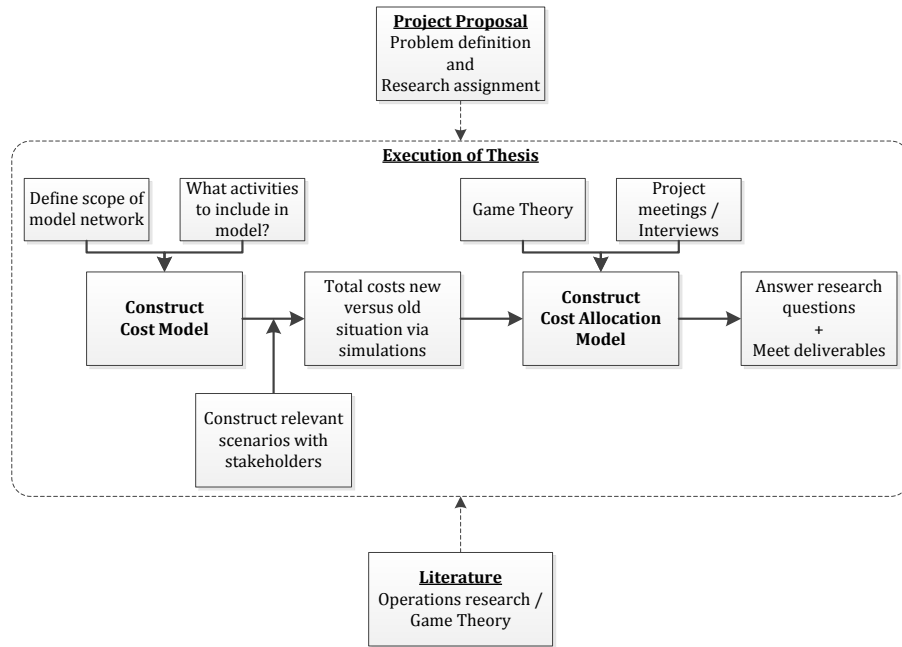 Project Proposal
Problem definition
and
Research assignment
Execution of Thesis
Define scope of
model network
What activities
to include in
model?
Game Theory
Project
meetings /
Interviews
Construct
Cost Model
Total costs new
versus old
situation via
simulations
Construct
Cost Allocation
Model
Answer research
questions
+
Meet deliverables
Construct relevant
scenarios with
stakeholders
Literature
Operations research /
Game Theory